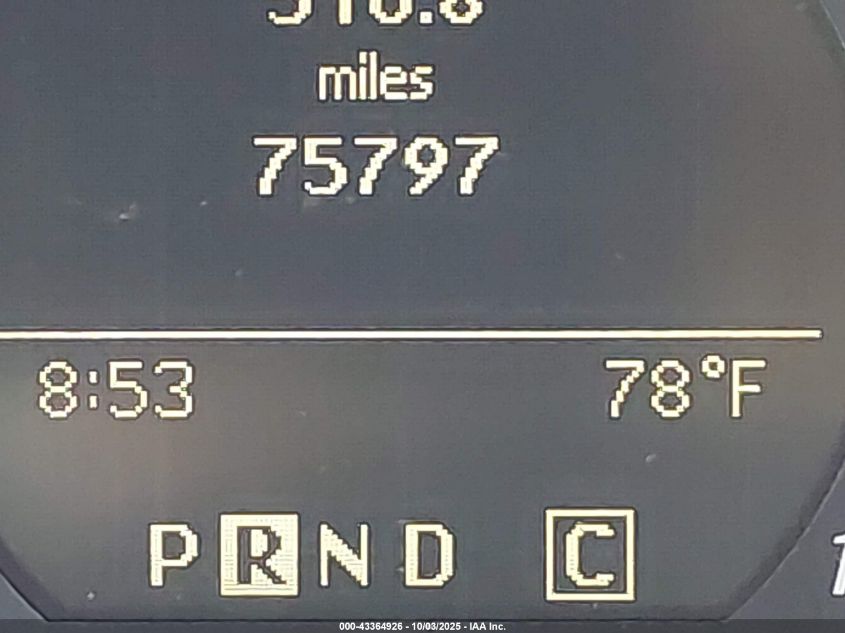 miles
75797
8:53 78°F
P R N D C
000-43364926 - 10/03/2025 - IAA Inc.